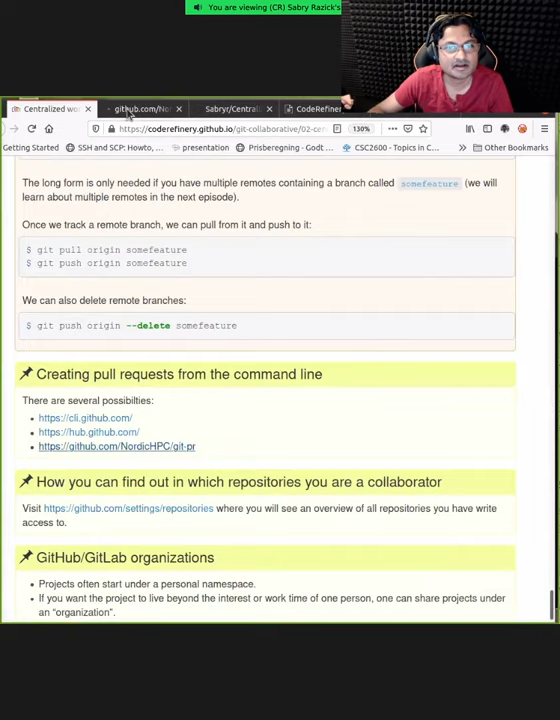 You are viewing (CR) Sabry Razick's
Centralized wor
github.com/Nor
Sabryr/Central
CodeRefiner
https://coderefinery.github.io/git-collaborative/02-cen
130%
Getting Started
SSH and SCP: Howto, ...
presentation
Prisberegning - Godt ...
CSC2600 - Topics in C...
Other Bookmarks
The long form is only needed if you have multiple remotes containing a branch called somefeature (we will
learn about multiple remotes in the next episode).
Once we track a remote branch, we can pull from it and push to it:
$ git pull origin somefeature
$ git push origin somefeature
We can also delete remote branches:
$ git push origin --delete somefeature
Creating pull requests from the command line
There are several possibilties:
https://cli.github.com/
https://hub.github.com/
https://github.com/NordicHPC/git-pr
How you can find out in which repositories you are a collaborator
Visit https://github.com/settings/repositories where you will see an overview of all repositories you have write
access to.
GitHub/GitLab organizations
Projects often start under a personal namespace.
If you want the project to live beyond the interest or work time of one person, one can share projects under
an “organization”.